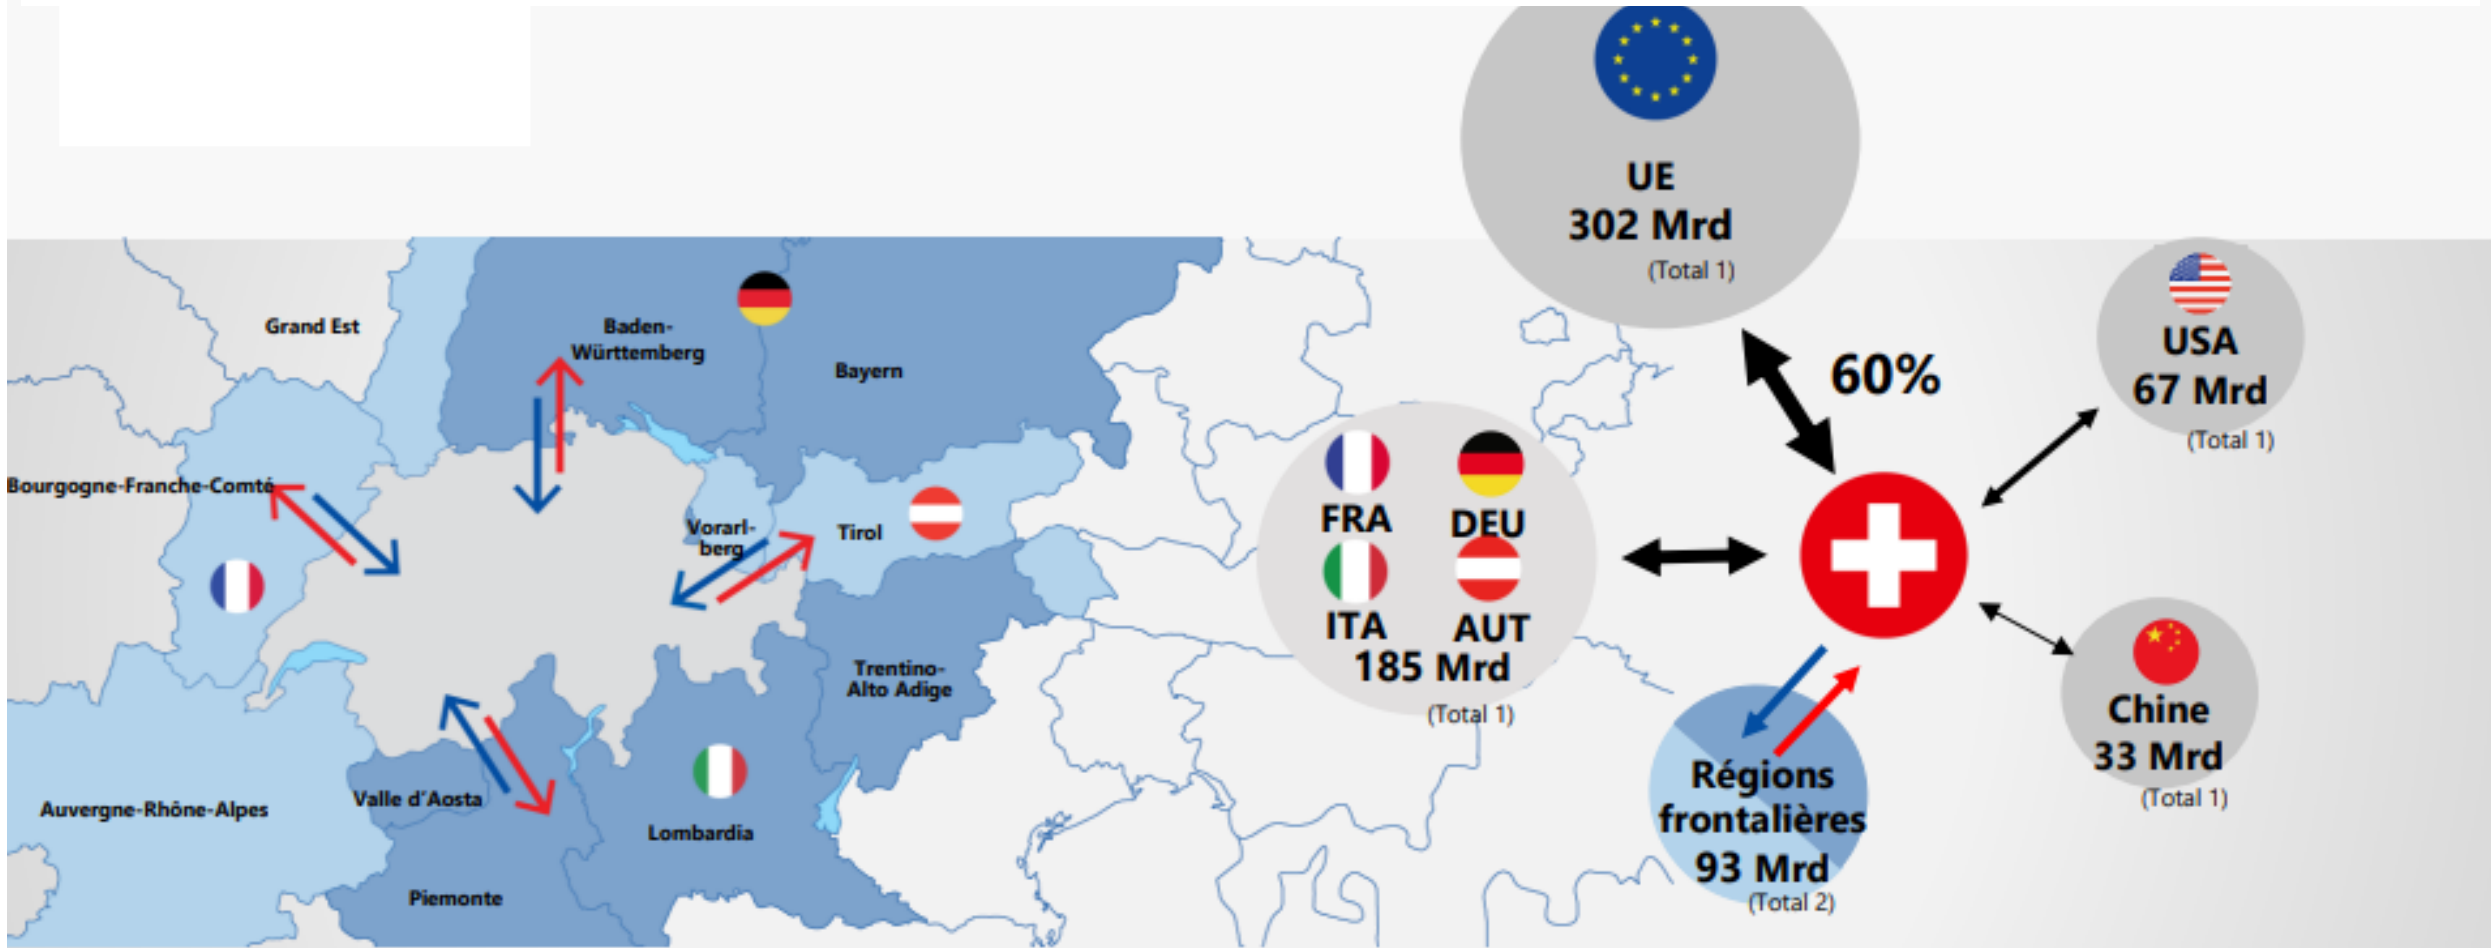 Grand Est
Baden-
Württemberg
Bayern
Bourgogne-Franche-Comté
Vorarl-
berg
Tirol
Trentino-
Alto Adige
Auvergne-Rhône-Alpes
Valle d'Aosta
Lombardia
Piemonte
UE
302 Mrd
(Total 1)
60%
USA
67 Mrd
(Total 1)
FRA
DEU
ITA
AUT
185 Mrd
(Total 1)
Chine
33 Mrd
(Total 1)
Régions
frontalières
93 Mrd
(Total 2)